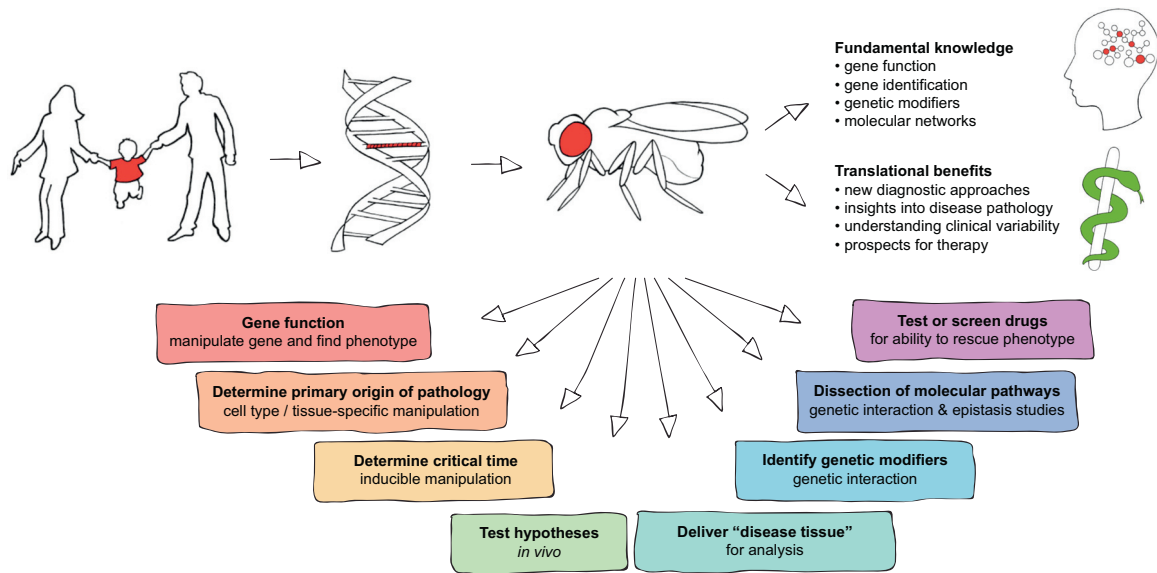 Fundamental knowledge
• gene function
• gene identification
• genetic modifiers
• molecular networks
Translational benefits
• new diagnostic approaches
• insights into disease pathology
• understanding clinical variability
• prospects for therapy
Gene function
manipulate gene and find phenotype
Test or screen drugs
for ability to rescue phenotype
Determine primary origin of pathology
cell type / tissue-specific manipulation
Dissection of molecular pathways
genetic interaction & epistasis studies
Determine critical time
inducible manipulation
Identify genetic modifiers
genetic interaction
Test hypotheses
in vivo
Deliver “disease tissue”
for analysis